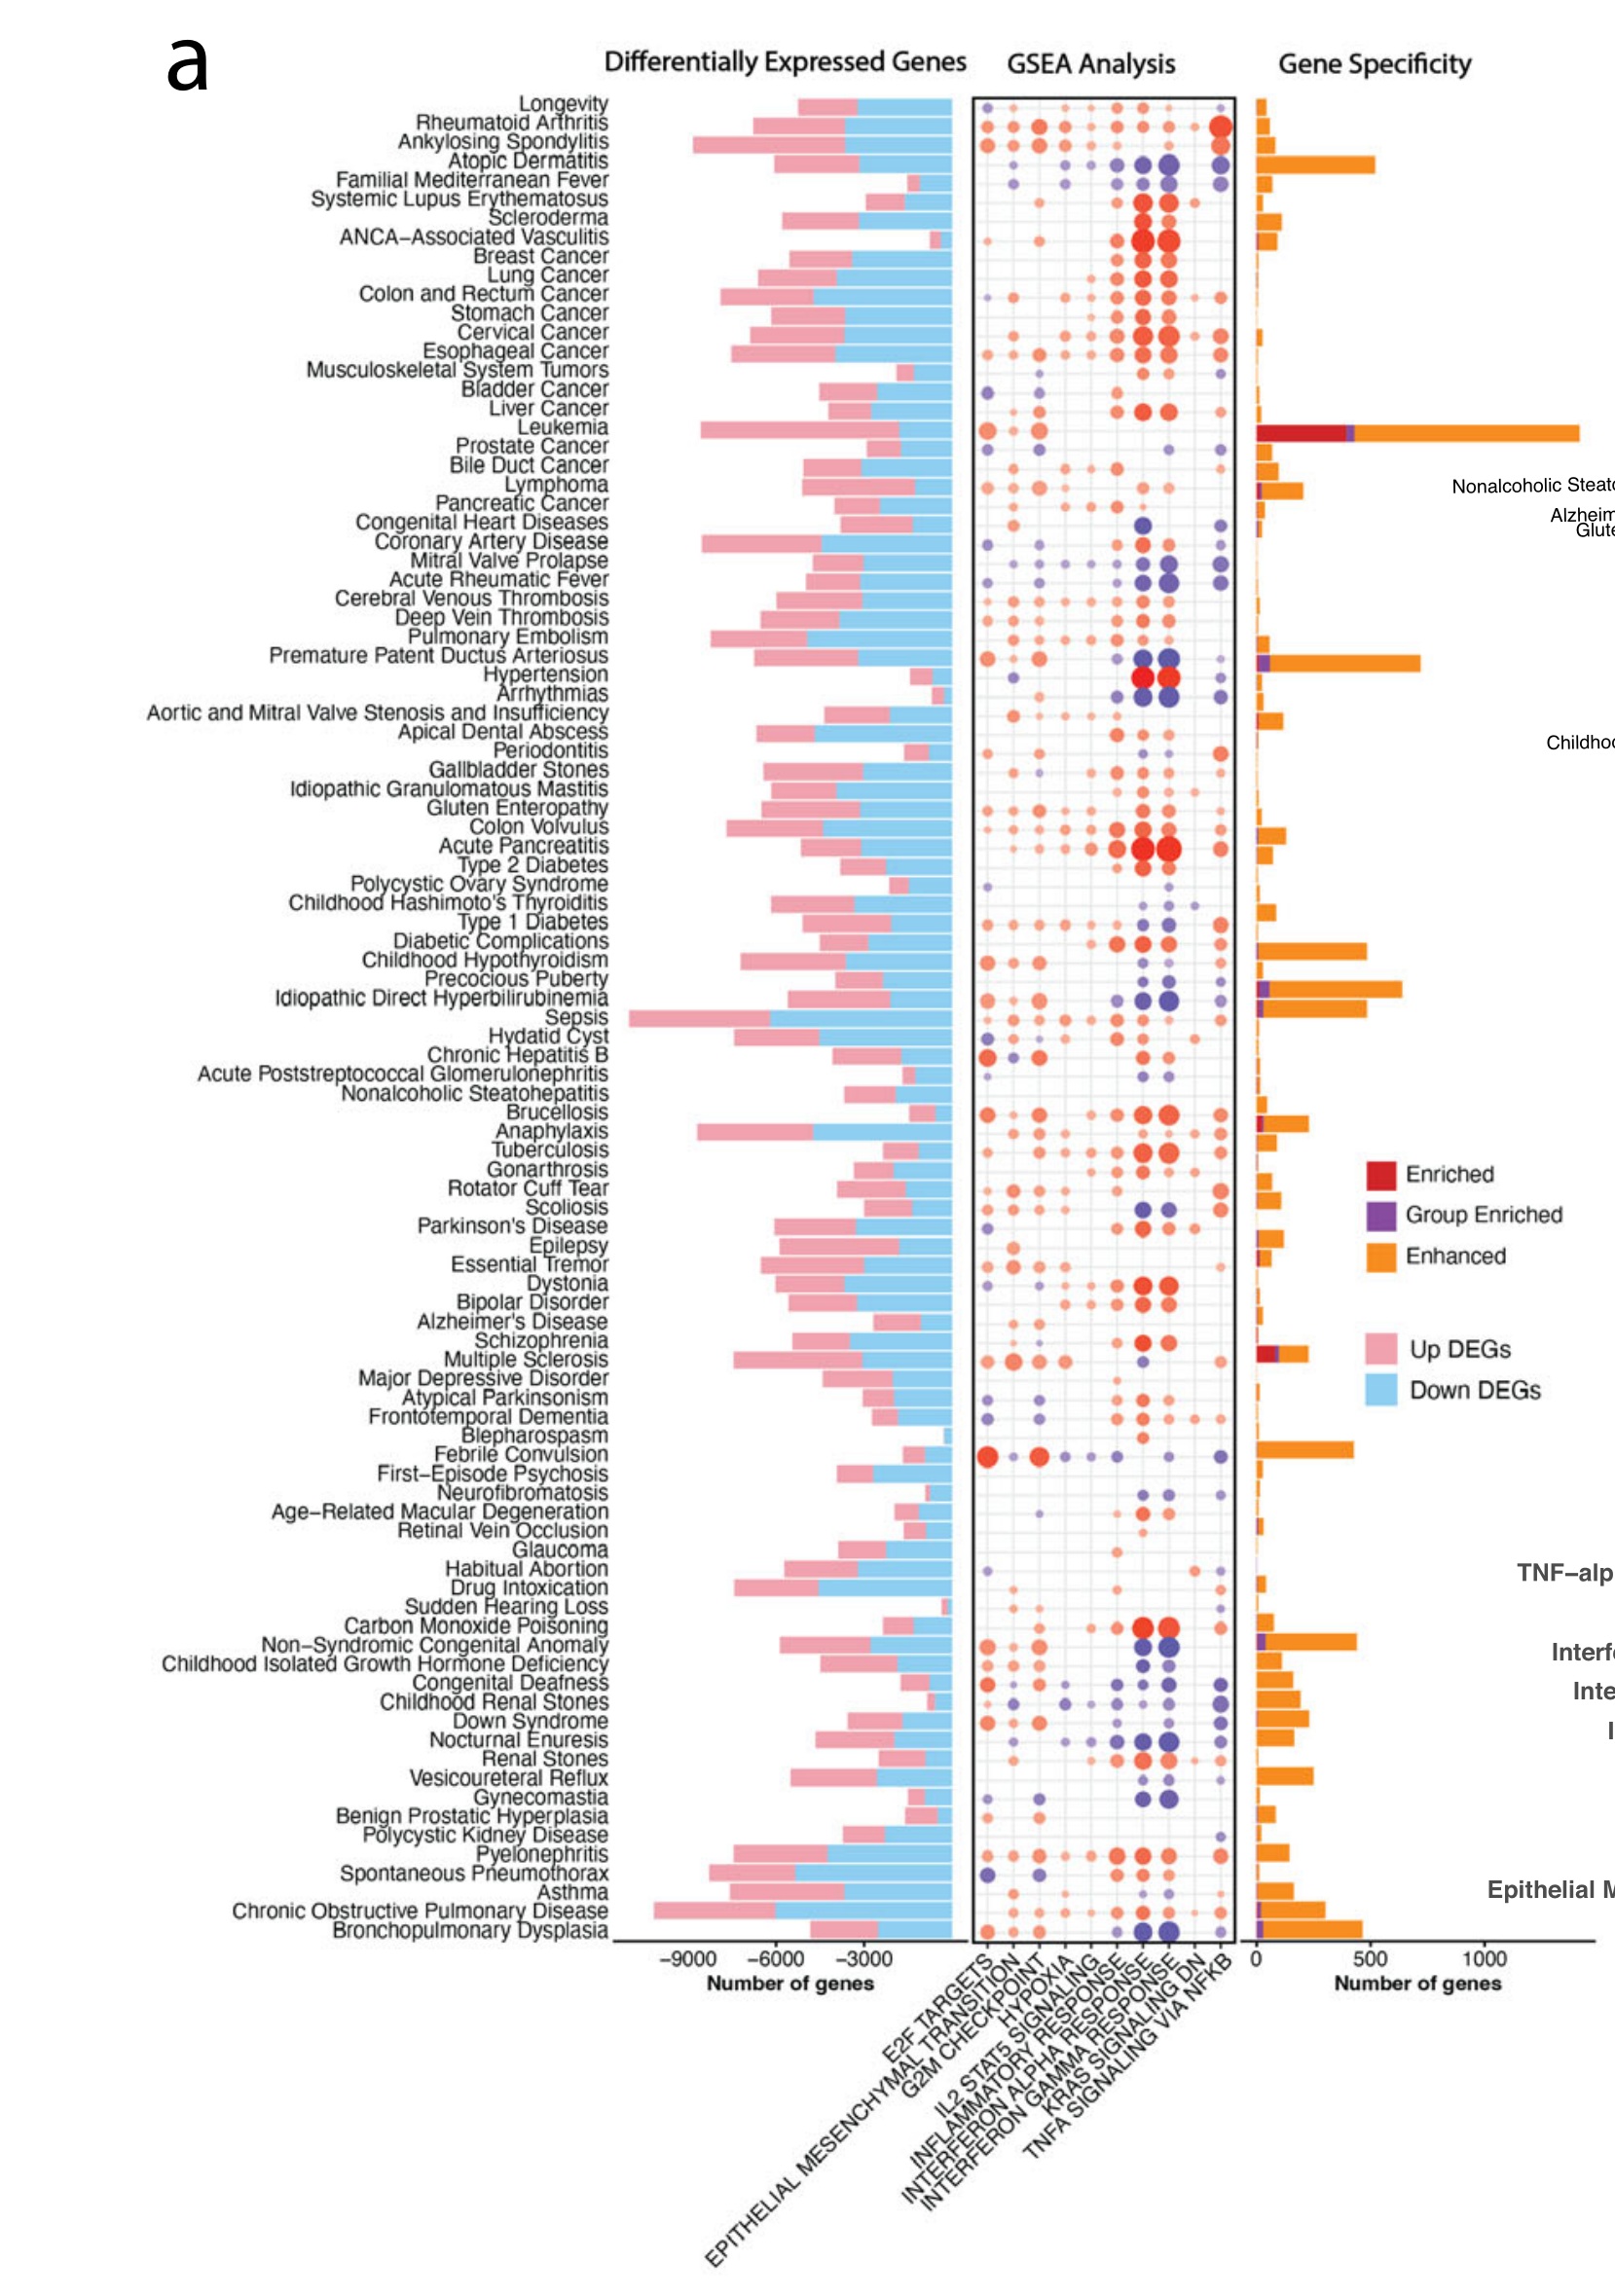 a
Differentially Expressed Genes
GSEA Analysis
Gene Specificity
Longevity
Rheumatoid Arthritis
Ankylosing Spondylitis
Atopic Dermatitis
Familial Mediterranean Fever
Systemic Lupus Erythematosus
Scleroderma
ANCA–Associated Vasculitis
Breast Cancer
Lung Cancer
Colon and Rectum Cancer
Stomach Cancer
Cervical Cancer
Esophageal Cancer
Musculoskeletal System Tumors
Bladder Cancer
Liver Cancer
Leukemia
Prostate Cancer
Bile Duct Cancer
Lymphoma
Pancreatic Cancer
Congenital Heart Diseases
Coronary Artery Disease
Mitral Valve Prolapse
Acute Rheumatic Fever
Cerebral Venous Thrombosis
Deep Vein Thrombosis
Pulmonary Embolism
Premature Patent Ductus Arteriosus
Hypertension
Arrhythmias
Aortic and Mitral Valve Stenosis and Insufficiency
Apical Dental Abscess
Periodontitis
Gallbladder Stones
Idiopathic Granulomatous Mastitis
Gluten Enteropathy
Colon Volvulus
Acute Pancreatitis
Type 2 Diabetes
Polycystic Ovary Syndrome
Childhood Hashimoto's Thyroiditis
Type 1 Diabetes
Diabetic Complications
Childhood Hypothyroidism
Precocious Puberty
Idiopathic Direct Hyperbilirubinemia
Sepsis
Hydatid Cyst
Chronic Hepatitis B
Acute Poststreptococcal Glomerulonephritis
Nonalcoholic Steatohepatitis
Brucellosis
Anaphylaxis
Tuberculosis
Gonarthrosis
Rotator Cuff Tear
Scoliosis
Parkinson's Disease
Epilepsy
Essential Tremor
Dystonia
Bipolar Disorder
Alzheimer's Disease
Schizophrenia
Multiple Sclerosis
Major Depressive Disorder
Atypical Parkinsonism
Frontotemporal Dementia
Blepharospasm
Febrile Convulsion
First–Episode Psychosis
Neurofibromatosis
Age–Related Macular Degeneration
Retinal Vein Occlusion
Glaucoma
Habitual Abortion
Drug Intoxication
Sudden Hearing Loss
Carbon Monoxide Poisoning
Non–Syndromic Congenital Anomaly
Childhood Isolated Growth Hormone Deficiency
Congenital Deafness
Childhood Renal Stones
Down Syndrome
Nocturnal Enuresis
Renal Stones
Vesicoureteral Reflux
Gynecomastia
Benign Prostatic Hyperplasia
Polycystic Kidney Disease
Pyelonephritis
Spontaneous Pneumothorax
Asthma
Chronic Obstructive Pulmonary Disease
Bronchopulmonary Dysplasia
−9000 −6000 −3000
Number of genes
E2F TARGETS
EPITHELIAL MESENCHYMAL TRANSITION
G2M CHECKPOINT
HYPOXIA
IL2 STAT5 SIGNALING
INFLAMMATORY RESPONSE
INTERFERON ALPHA RESPONSE
INTERFERON GAMMA RESPONSE
KRAS SIGNALING DN
TNFA SIGNALING VIA NFKB
0 500 1000
Number of genes
Enriched
Group Enriched
Enhanced
Up DEGs
Down DEGs
Nonalcoholic Steato
Alzheim
Glute
Childhoo
TNF–alp
Interfe
Inte
I
Epithelial M